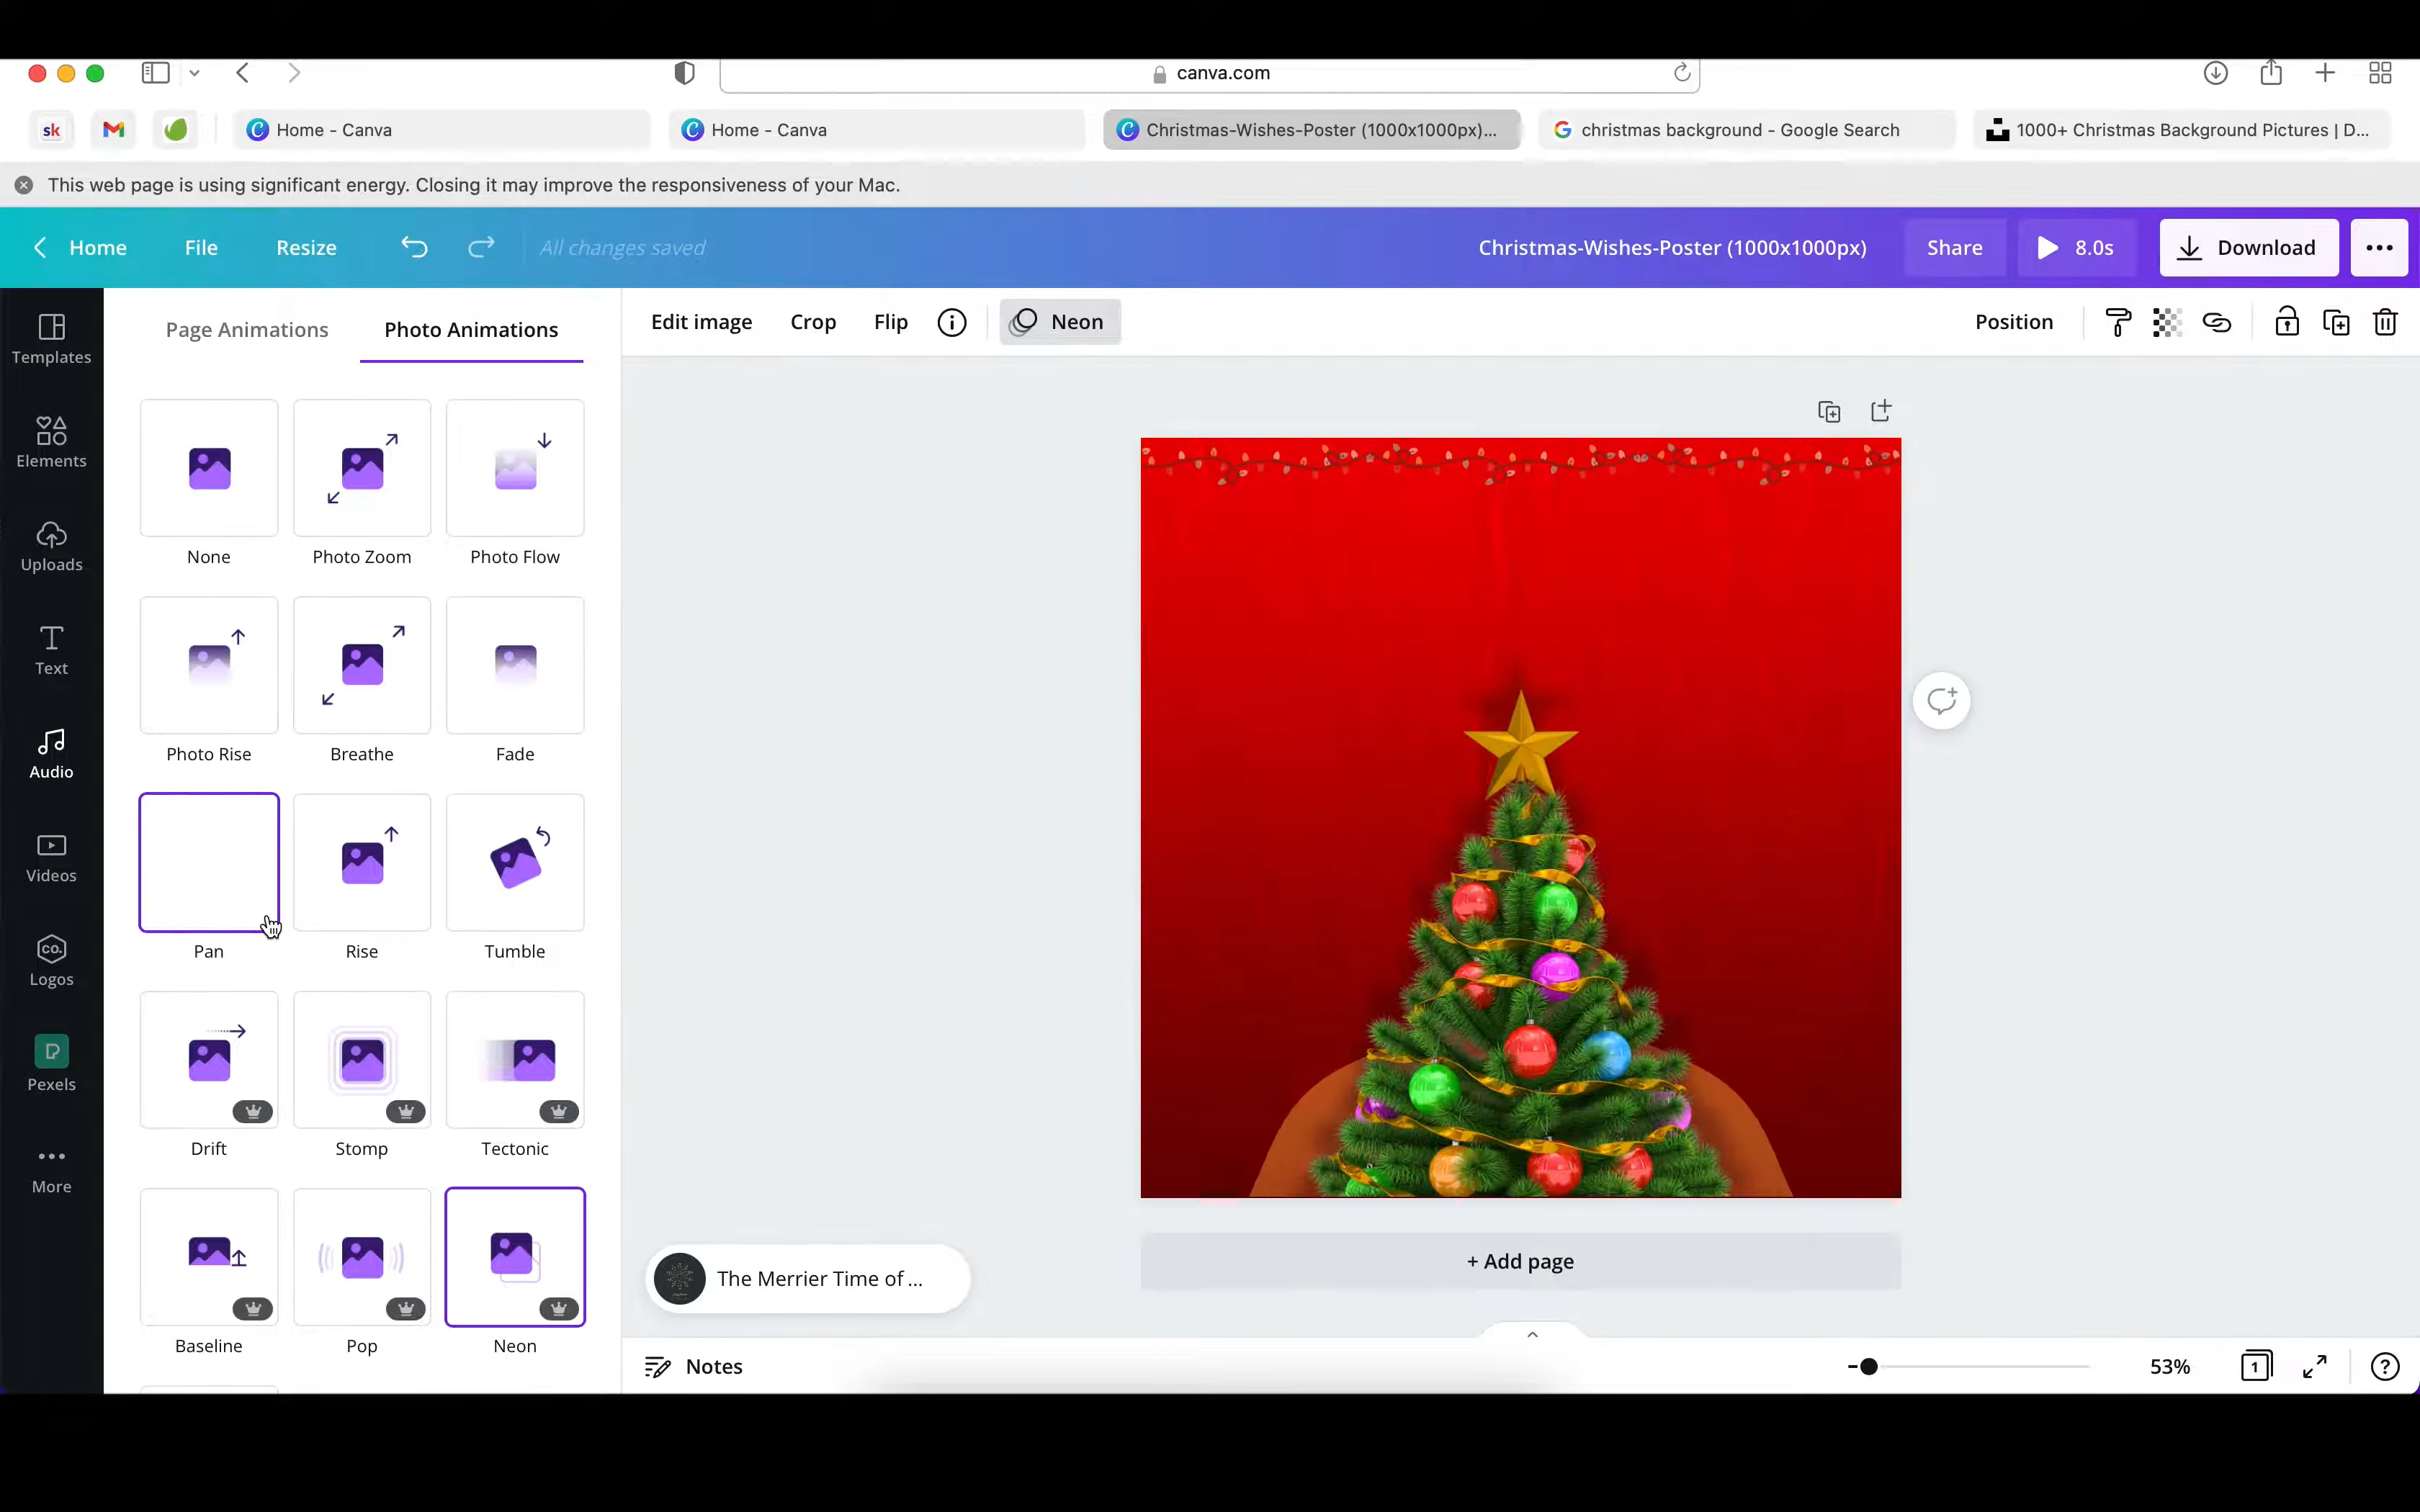 canva.com
sk
Home - Canva
Home - Canva
Christmas-Wishes-Poster (1000x1000px)...
christmas background - Google Search
1000+ Christmas Background Pictures | D...
This web page is using significant energy. Closing it may improve the responsiveness of your Mac.
Home
File
Resize
All changes saved
Christmas-Wishes-Poster (1000x1000px)
Share
8.0s
Download
Templates
Elements
Uploads
Text
Audio
Videos
CO.
Logos
Pexels
More
Page Animations
Photo Animations
None
Photo Zoom
Photo Flow
Photo Rise
Breathe
Fade
Pan
Rise
Tumble
Drift
Stomp
Tectonic
Baseline
Pop
Neon
Edit image
Crop
Flip
Neon
Position
+ Add page
The Merrier Time of ...
Notes
53%
1